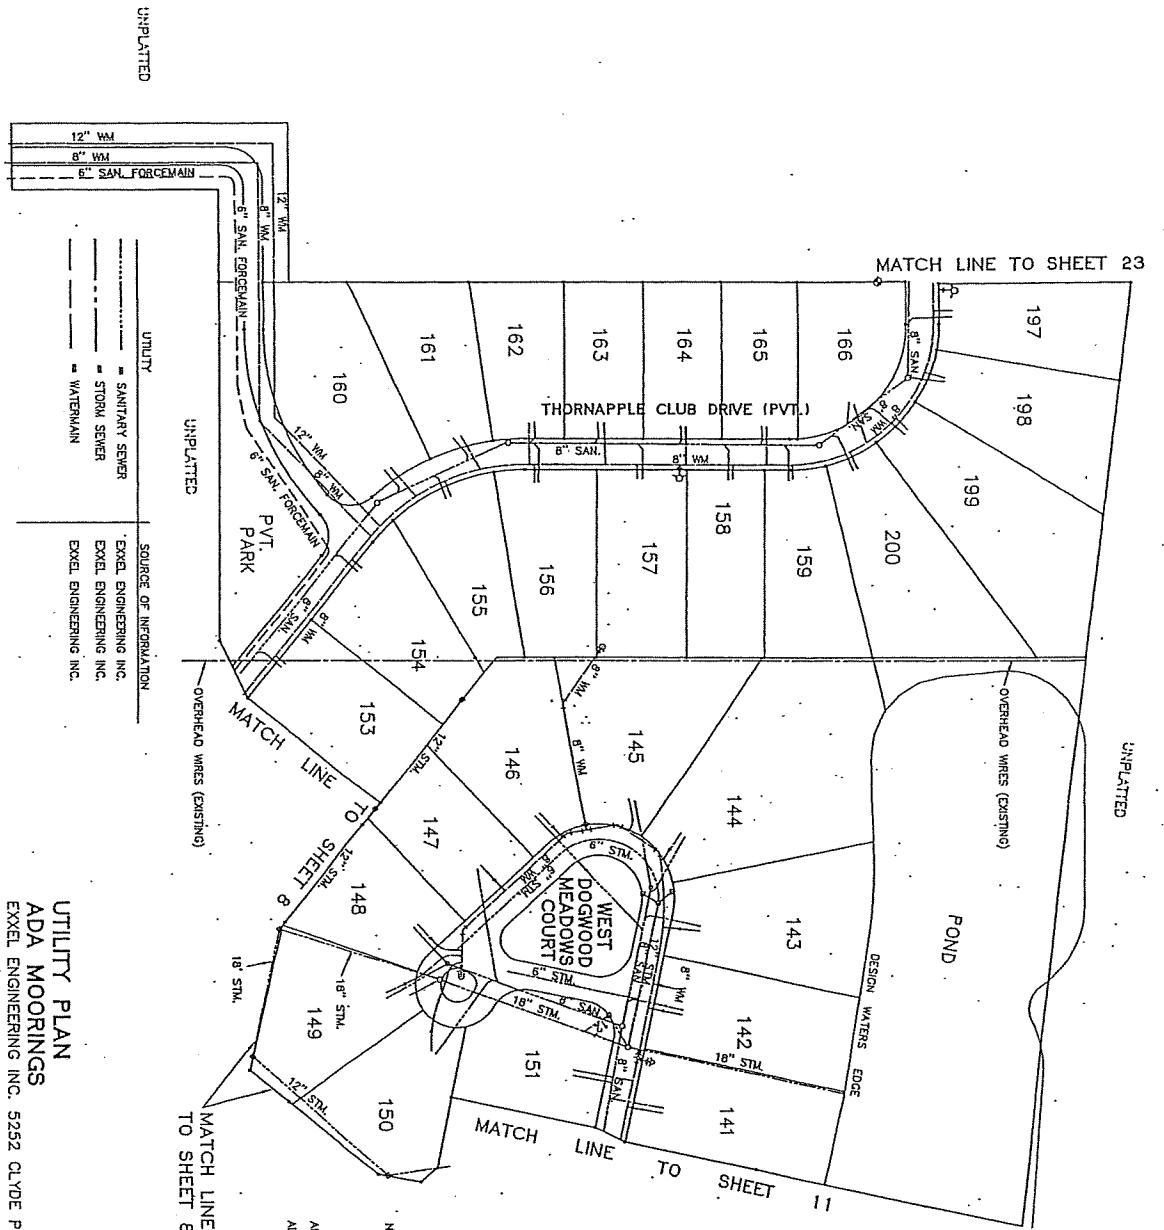 UNPLATTED
12" WM
8" WM
6" SAN. FORCEMAIN
12" WM
8" WM
6" SAN. FORCEMAIN
MATCH LINE TO SHEET 23
197
198
199
200
166
165
164
163
162
161
160
8" SAN.
8" SAN.
8" WM
THORNAPPLE CLUB DRIVE (PVT.)
8" SAN.
8" WM
12" WM
8" WM
6" SAN. FORCEMAIN
PVT.
PARK
UNPLATTED
8" SAN.
8" WM
159
158
157
156
155
154
153
8" WM
8" WM
OVERHEAD WIRES (EXISTING)
OVERHEAD WIRES (EXISTING)
UNPLATTED
MATCH LINE TO SHEET 8
12" STM.
12" STM.
146
145
144
143
142
141
147
148
149
150
151
6" STM.
WEST
DOGWOOD
MEADOWS
COURT
6" STM.
18" STM.
12" STM.
8" SAN.
8" WM
8" SAN
8" SAN.
18" STM.
18" STM.
18" STM.
12" STM.
POND
DESIGN WATERS EDGE
MATCH LINE TO SHEET 11
MATCH LINE
TO SHEET 8
UTILITY
SOURCE OF INFORMATION
= SANITARY SEWER
EXXEL ENGINEERING INC.
= STORM SEWER
EXXEL ENGINEERING INC.
= WATERMAIN
EXXEL ENGINEERING INC.
UTILITY PLAN
ADA MOORINGS
EXXEL ENGINEERING INC. 5252 CLYDE P